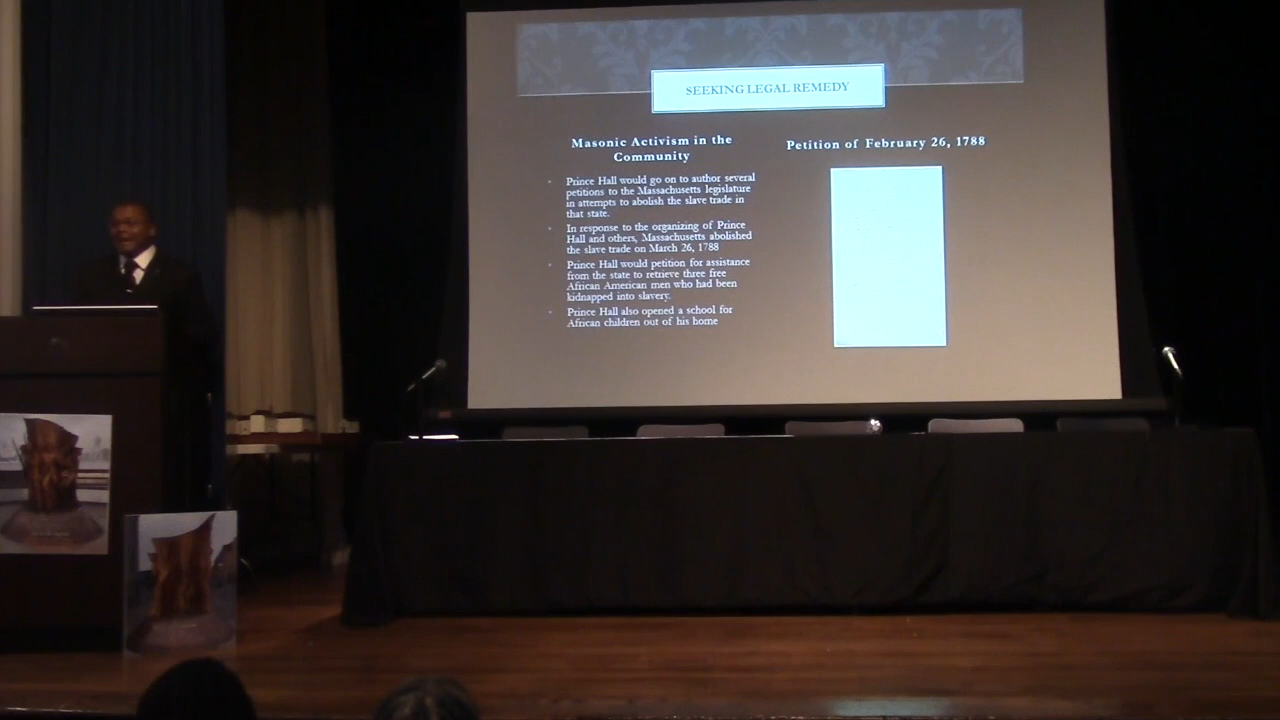 SEEKING LEGAL REMEDY
Masonic Activism in the
Community
Prince Hall would go on to author several
petitions to the Massachusetts legislature
in attempts to abolish the slave trade in
that state.
In response to the organizing of Prince
Hall and others, Massachusetts abolished
the slave trade on March 26, 1788
Prince Hall would petition for assistance
from the state to retrieve three free
African American men who had been
kidnapped into slavery.
Prince Hall also opened a school for
African children out of his home
Petition of February 26, 1788